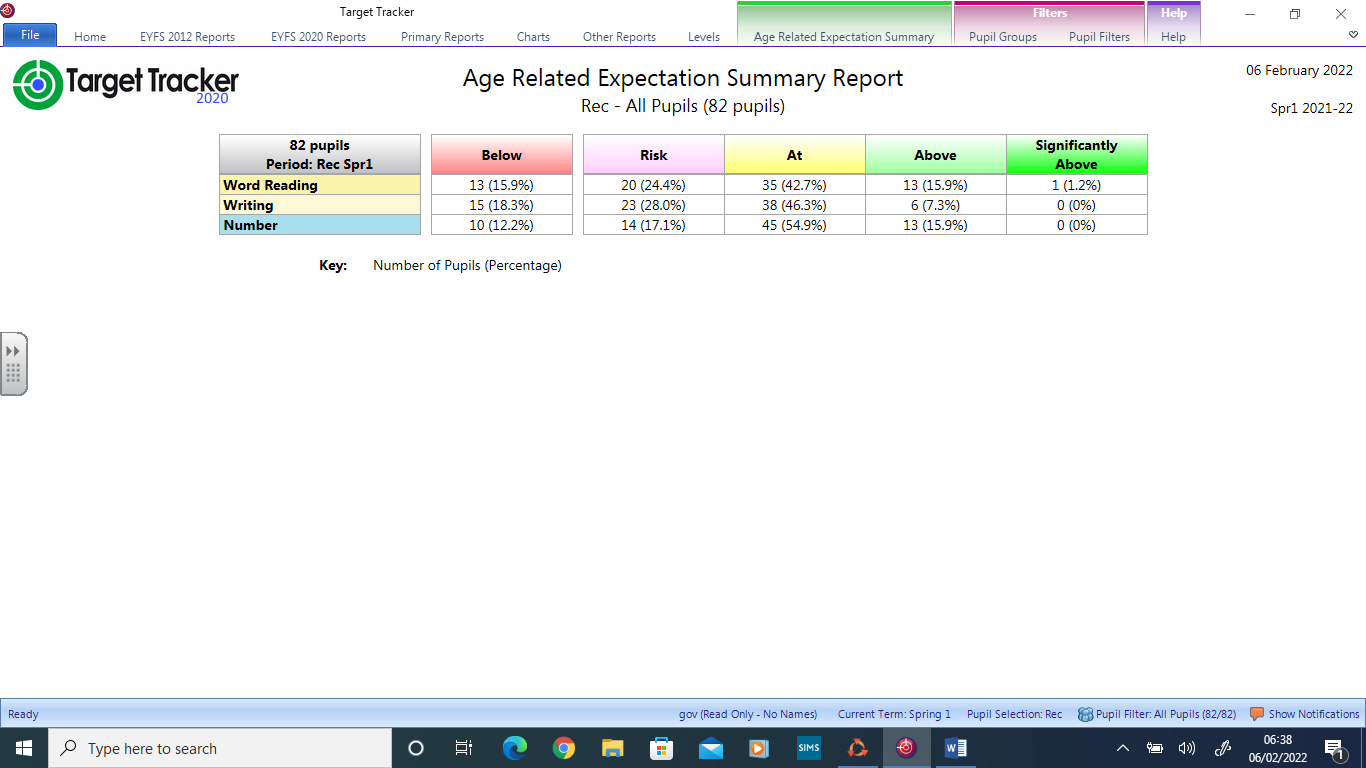 Target Tracker
Filters
Help
File Home EYFS 2012 Reports EYFS 2020 Reports Primary Reports Charts Other Reports Levels Age Related Expectation Summary Pupil Groups Pupil Filters Help
Target Tracker
2020
Age Related Expectation Summary Report
Rec - All Pupils (82 pupils)
06 February 2022
Spr1 2021-22
82 pupils
Period: Rec Spr1
Below Risk At Above Significantly Above
Word Reading 13 (15.9%) 20 (24.4%) 35 (42.7%) 13 (15.9%) 1 (1.2%)
Writing 15 (18.3%) 23 (28.0%) 38 (46.3%) 6 (7.3%) 0 (0%)
Number 10 (12.2%) 14 (17.1%) 45 (54.9%) 13 (15.9%) 0 (0%)
Key: Number of Pupils (Percentage)
Ready gov (Read Only - No Names) Current Term: Spring 1 Pupil Selection: Rec Pupil Filter: All Pupils (82/82) Show Notifications
Type here to search
SIMS
W
06:38
06/02/2022
1